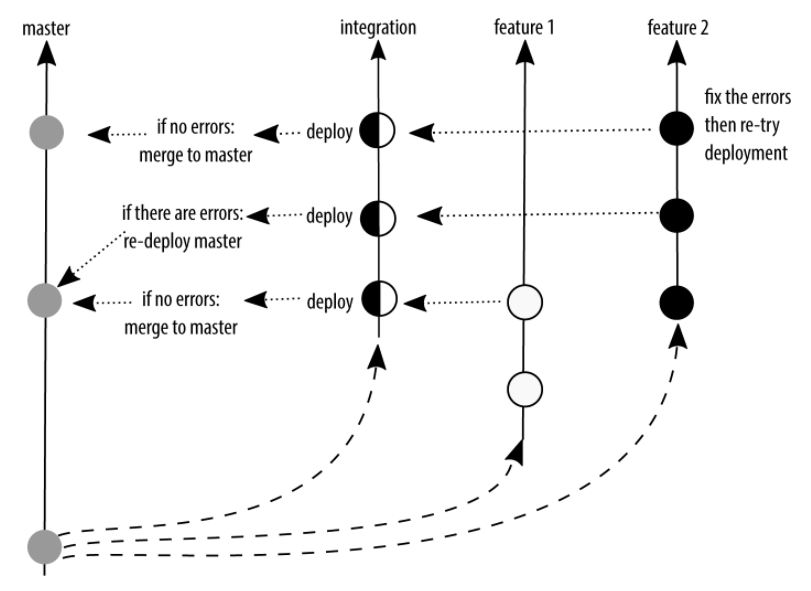 master
integration
feature 1
feature 2
fix the errors
then re-try
deployment
if no errors:
merge to master
deploy
if there are errors:
re-deploy master
deploy
if no errors:
merge to master
deploy